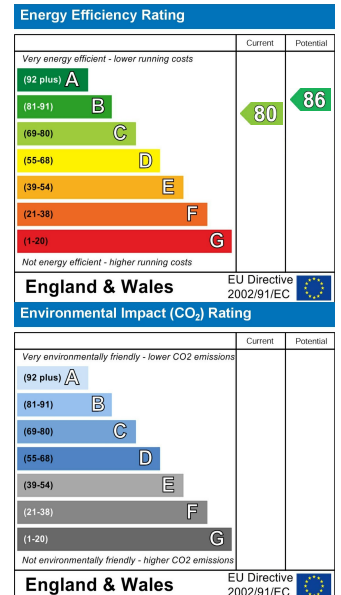 Energy Efficiency Rating
Current Potential
Very energy efficient - lower running costs
(92 plus) A
(81-91) B
(69-80) C
(55-68) D
(39-54) E
(21-38) F
(1-20) G
80
86
Not energy efficient - higher running costs
England & Wales
EU Directive
2002/91/EC
Environmental Impact (CO₂) Rating
Current Potential
Very environmentally friendly - lower CO2 emissions
(92 plus) A
(81-91) B
(69-80) C
(55-68) D
(39-54) E
(21-38) F
(1-20) G
Not environmentally friendly - higher CO2 emissions
England & Wales
EU Directive
2002/91/EC